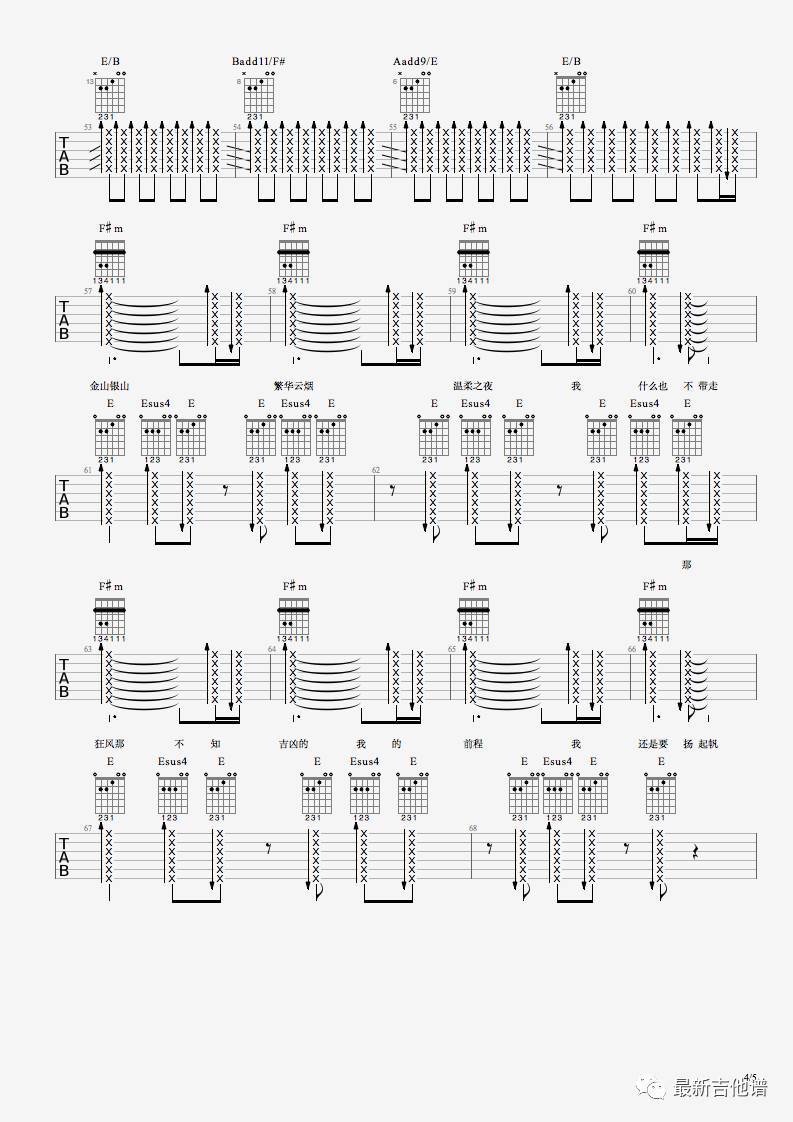 E/B Badd11/F# Aadd9/E E/B
13 8 6
231 231 231 231
53 54 55 56
TAB
F♯m F♯m F♯m F♯m
134111 134111 134111 134111
57 58 59 60
TAB
金山银山 繁华云烟 温柔之夜 我 什么也 不 带走
E Esus4 E E Esus4 E E Esus4 E E Esus4 E
231 123 231 231 123 231 231 123 231 231 123 231
61 62
TAB
那
F♯m F♯m F♯m F♯m
134111 134111 134111 134111
63 64 65 66
TAB
狂风那 不 知 吉凶的 我 的 前程 我 还是要 扬 起帆
E Esus4 E E Esus4 E E Esus4 E E
231 123 231 231 123 231 231 123 231 231
67 68
TAB
4/5
最新吉他谱